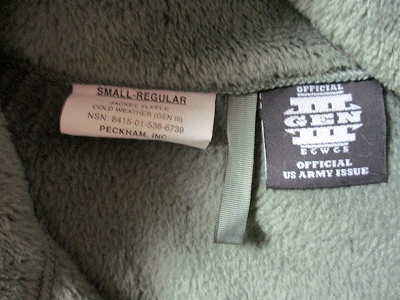 SMALL-REGULAR
JACKET, FLEECE
COLD WEATHER (GEN III)
NSN: 8415-01-538-6739
PECKHAM, INC.
OFFICIAL
III
GEN
ECWCS
OFFICIAL
US ARMY ISSUE